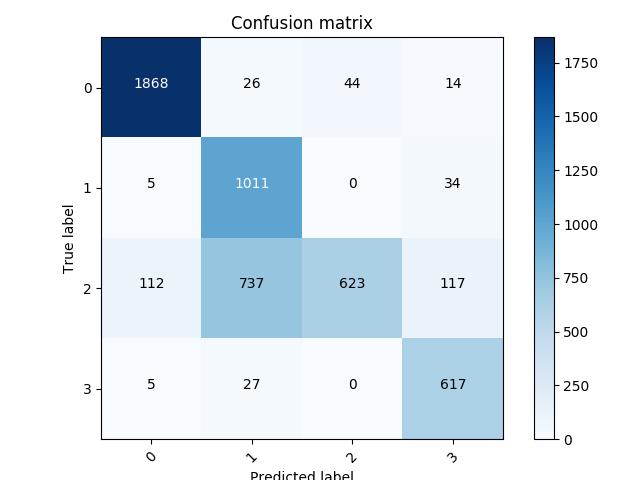 Confusion matrix
0 1868 26 44 14
1 5 1011 0 34
2 112 737 623 117
3 5 27 0 617
0 1 2 3
True label
Predicted label
1750
1500
1250
1000
750
500
250
0